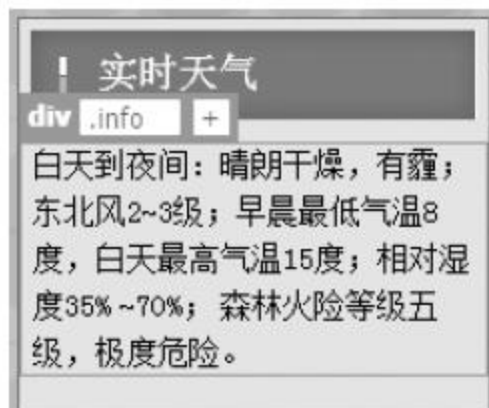 实时天气
div .info +
白天到夜间：晴朗干燥，有霾；
东北风2~3级；早晨最低气温8
度，白天最高气温15度；相对湿
度35%~70%；森林火险等级五
级，极度危险。